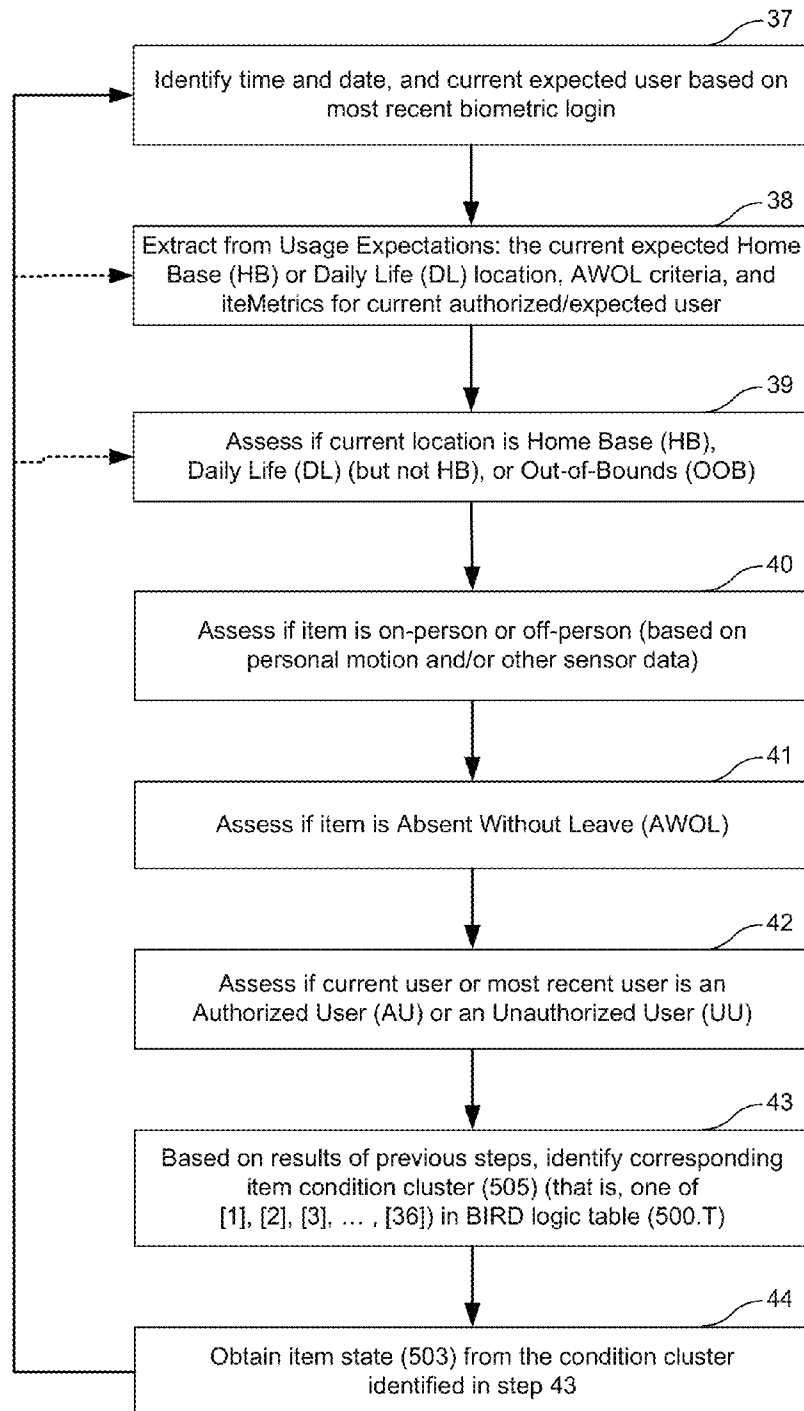 37
Identify time and date, and current expected user based on
most recent biometric login
38
Extract from Usage Expectations: the current expected Home
Base (HB) or Daily Life (DL) location, AWOL criteria, and
iteMetrics for current authorized/expected user
39
Assess if current location is Home Base (HB),
Daily Life (DL) (but not HB), or Out-of-Bounds (OOB)
40
Assess if item is on-person or off-person (based on
personal motion and/or other sensor data)
41
Assess if item is Absent Without Leave (AWOL)
42
Assess if current user or most recent user is an
Authorized User (AU) or an Unauthorized User (UU)
43
Based on results of previous steps, identify corresponding
item condition cluster (505) (that is, one of
[1], [2], [3], … , [36]) in BIRD logic table (500.T)
44
Obtain item state (503) from the condition cluster
identified in step 43